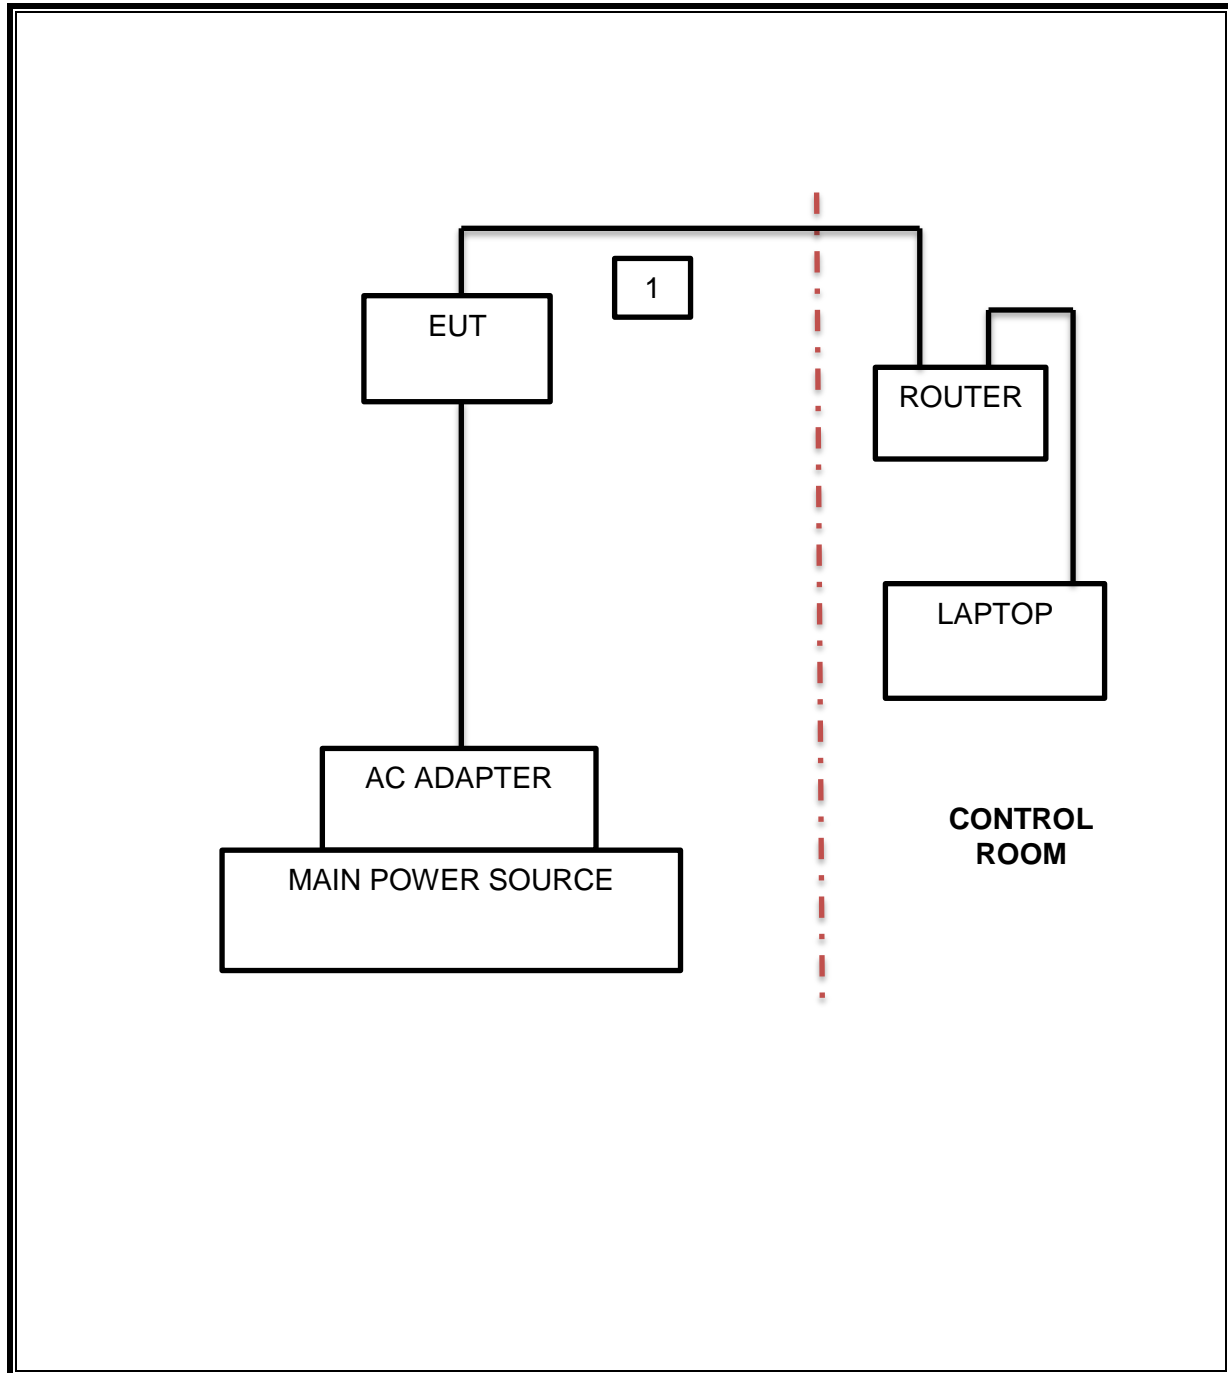 1
EUT
ROUTER
LAPTOP
AC ADAPTER
CONTROL
ROOM
MAIN POWER SOURCE